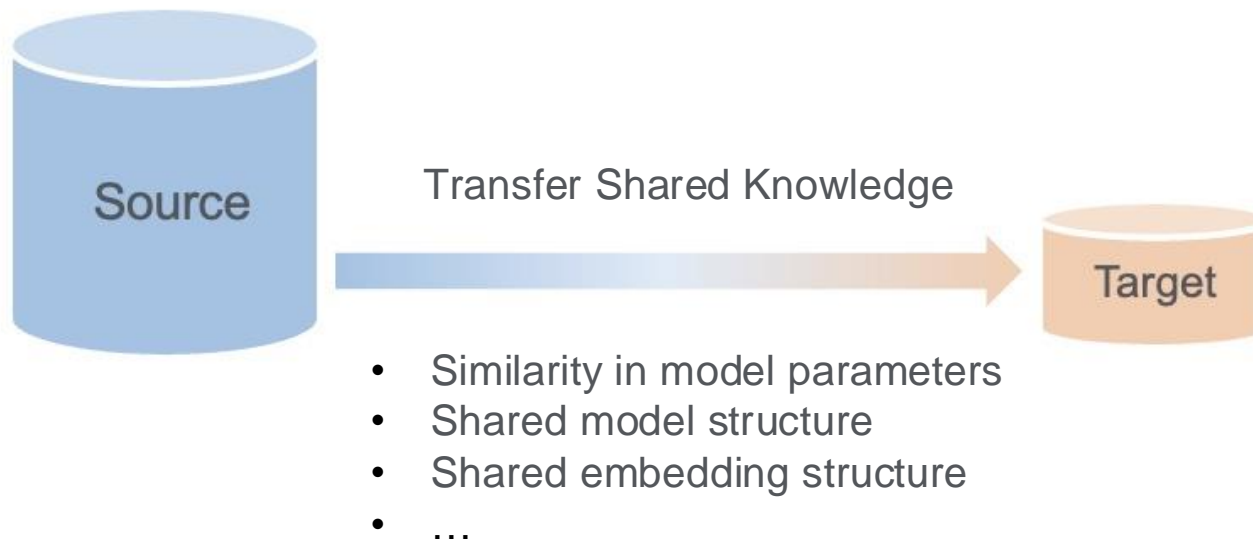 Source
Transfer Shared Knowledge
Target
• Similarity in model parameters
• Shared model structure
• Shared embedding structure
• ...